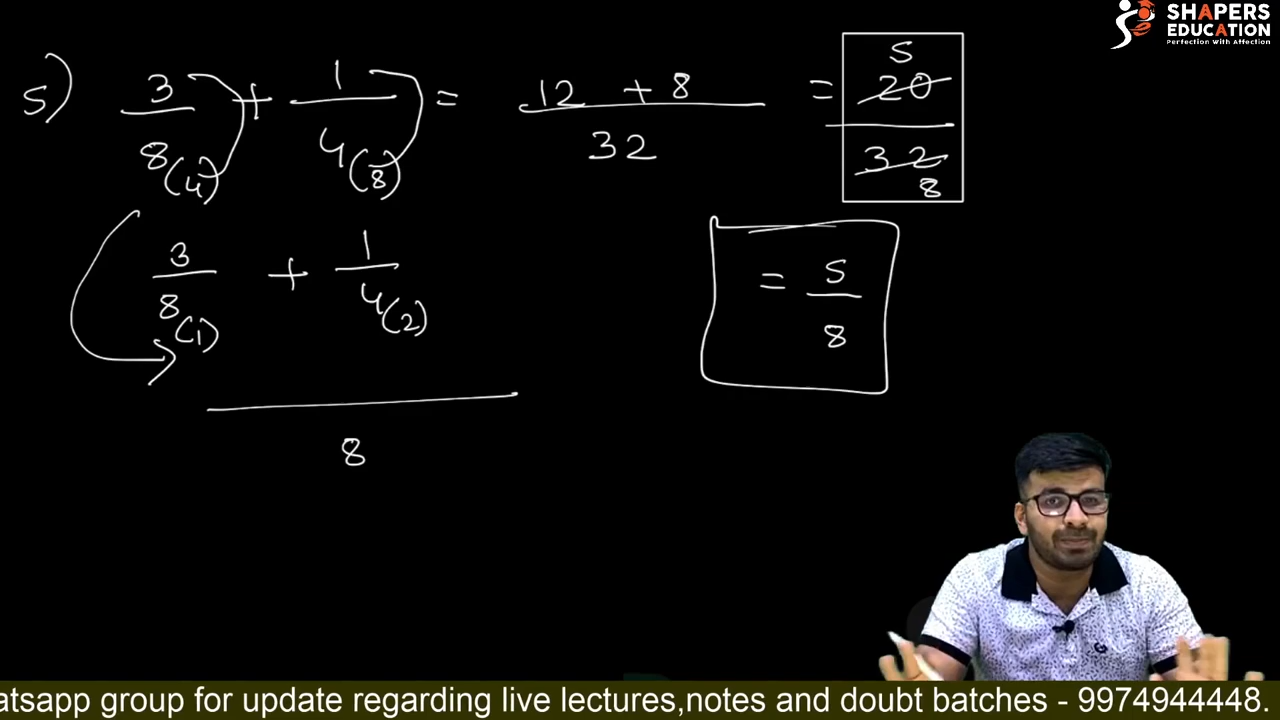 SHAPERS
EDUCATION
Perfection With Affection
5) 3/8(4) + 1/4(8) = 12 + 8/32 = 20/32 5 8
3/8(1) + 1/4(2)
= 5/8
8
atsapp group for update regarding live lectures,notes and doubt batches - 9974944448.